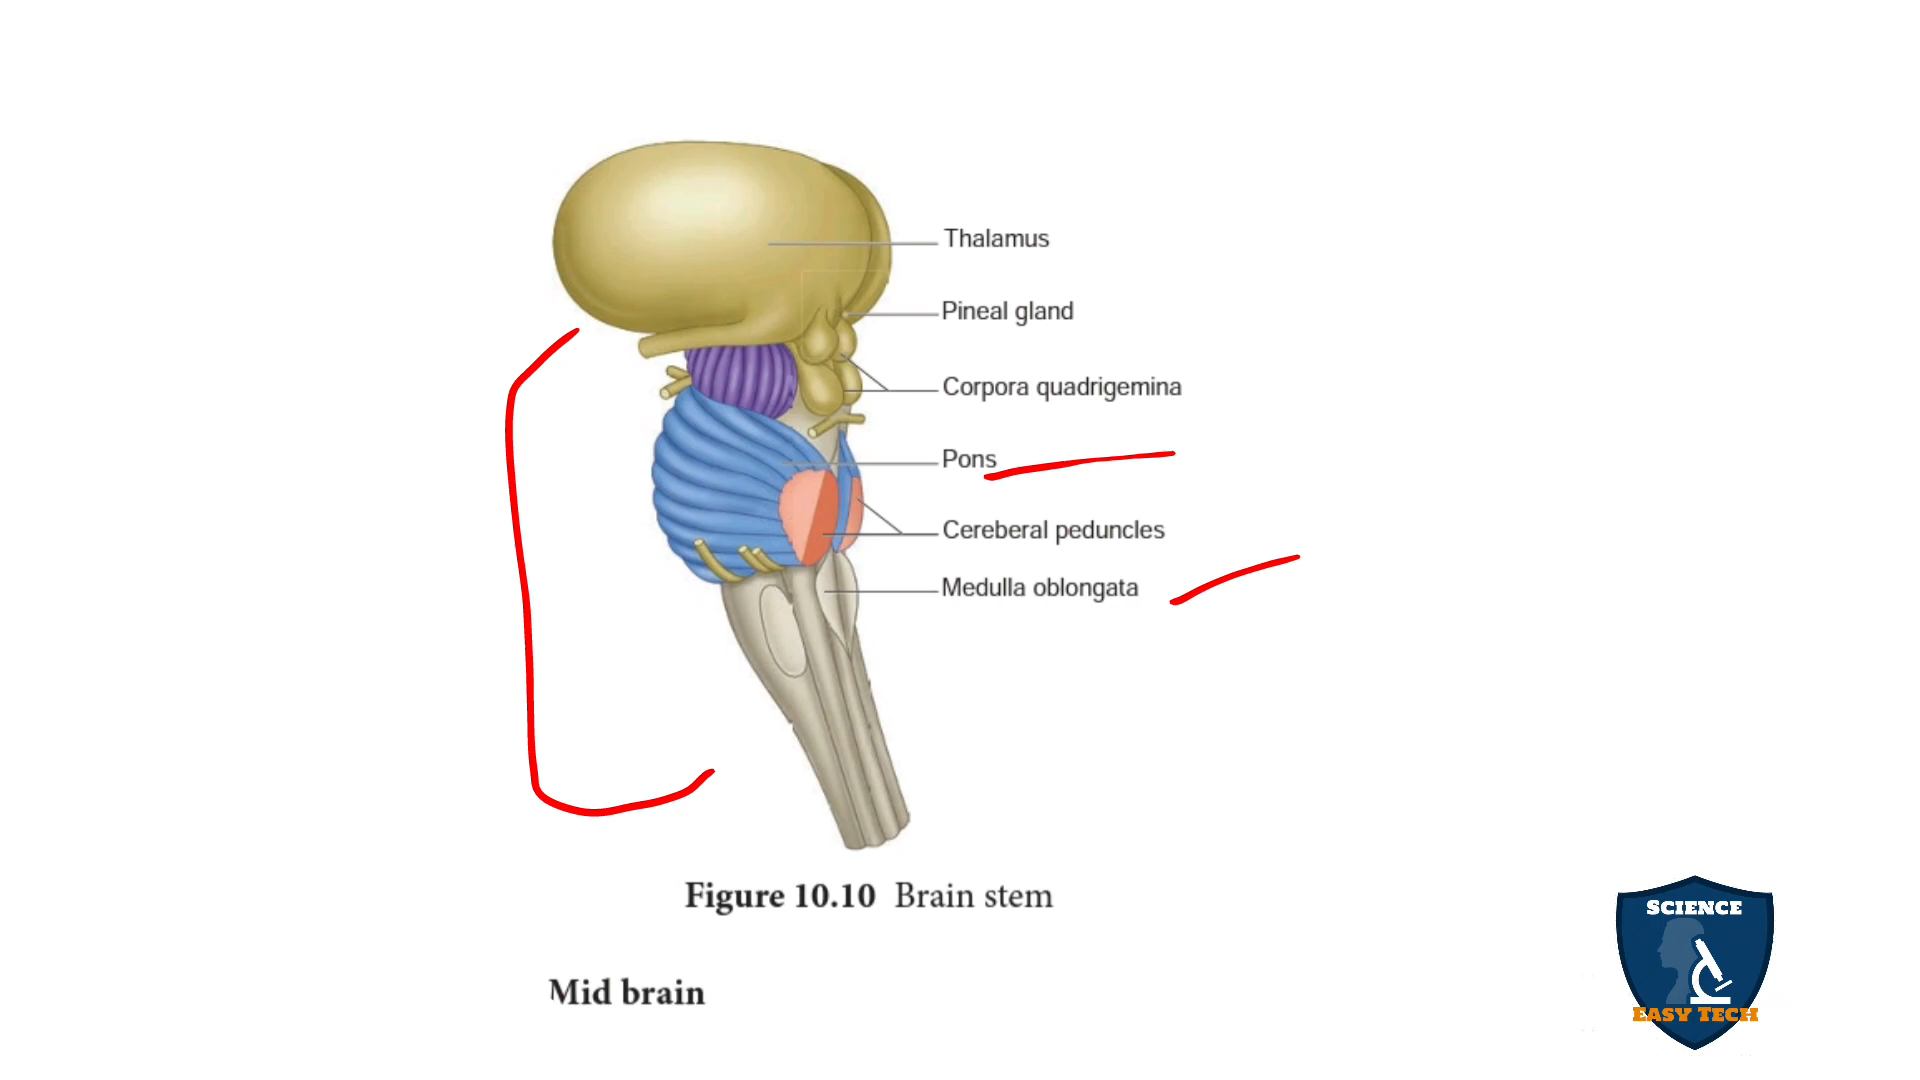 Thalamus
Pineal gland
Corpora quadrigemina
Pons
Cereberal peduncles
Medulla oblongata
Figure 10.10 Brain stem
Mid brain
SCIENCE
EASY TECH